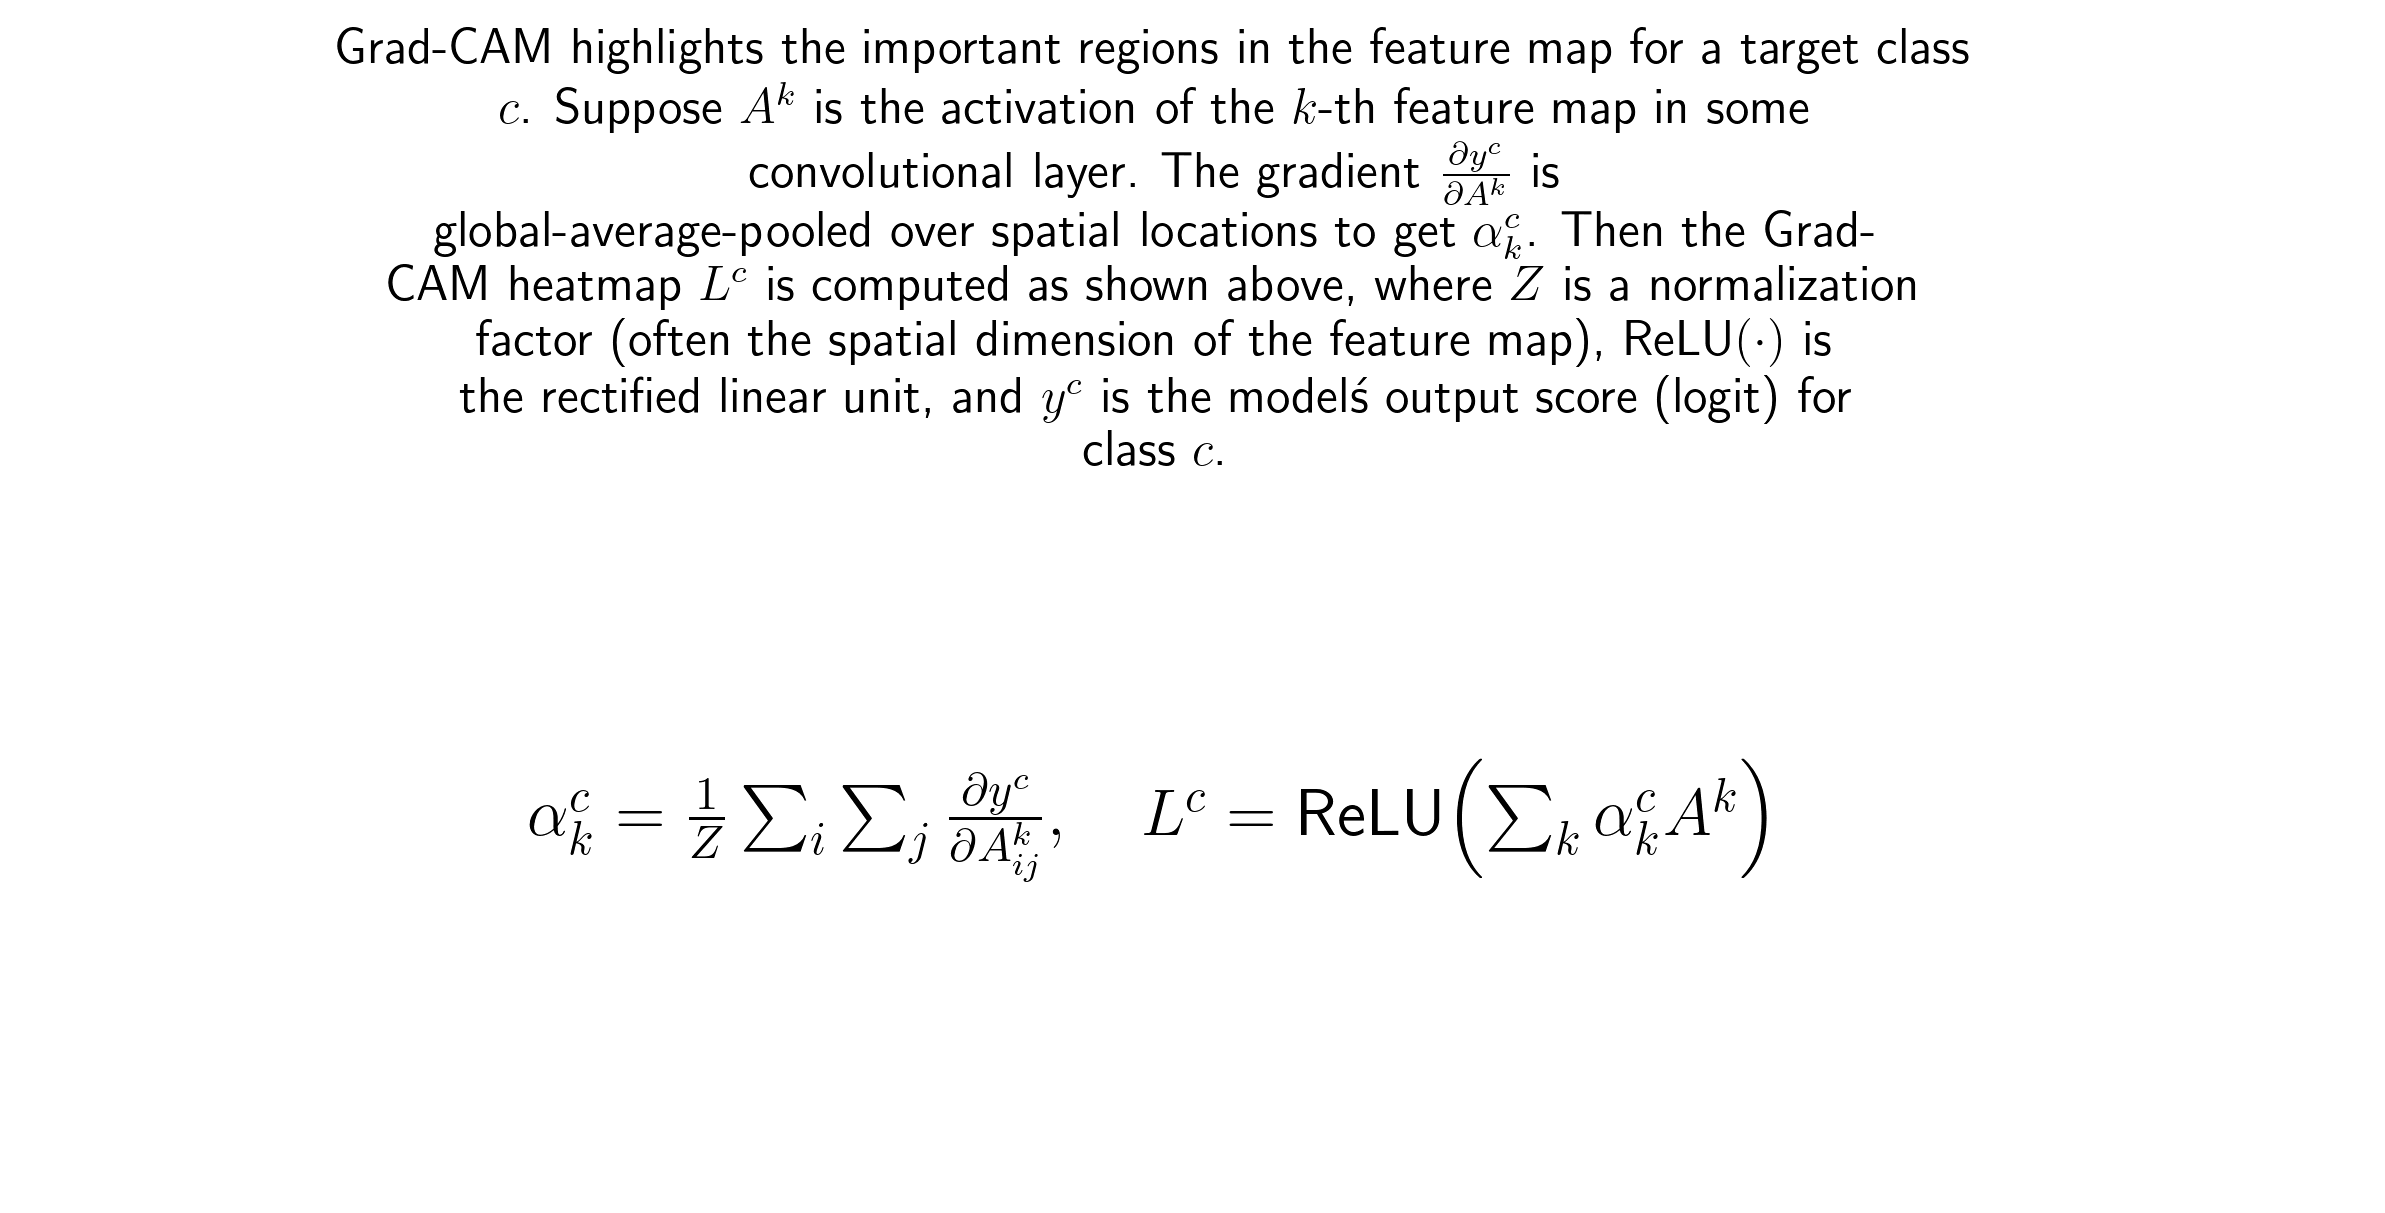 Grad-CAM highlights the important regions in the feature map for a target class
$c$. Suppose $A^k$ is the activation of the $k$-th feature map in some
convolutional layer. The gradient $\frac{\partial y^c}{\partial A^k}$ is
global-average-pooled over spatial locations to get $\alpha_k^c$. Then the Grad-
CAM heatmap $L^c$ is computed as shown above, where $Z$ is a normalization
factor (often the spatial dimension of the feature map), ReLU$(\cdot)$ is
the rectified linear unit, and $y^c$ is the modelś output score (logit) for
class $c$.
$\alpha_k^c = \frac{1}{Z} \sum_i \sum_j \frac{\partial y^c}{\partial A_{ij}^k}, \quad L^c = \text{ReLU}\left(\sum_k \alpha_k^c A^k\right)$